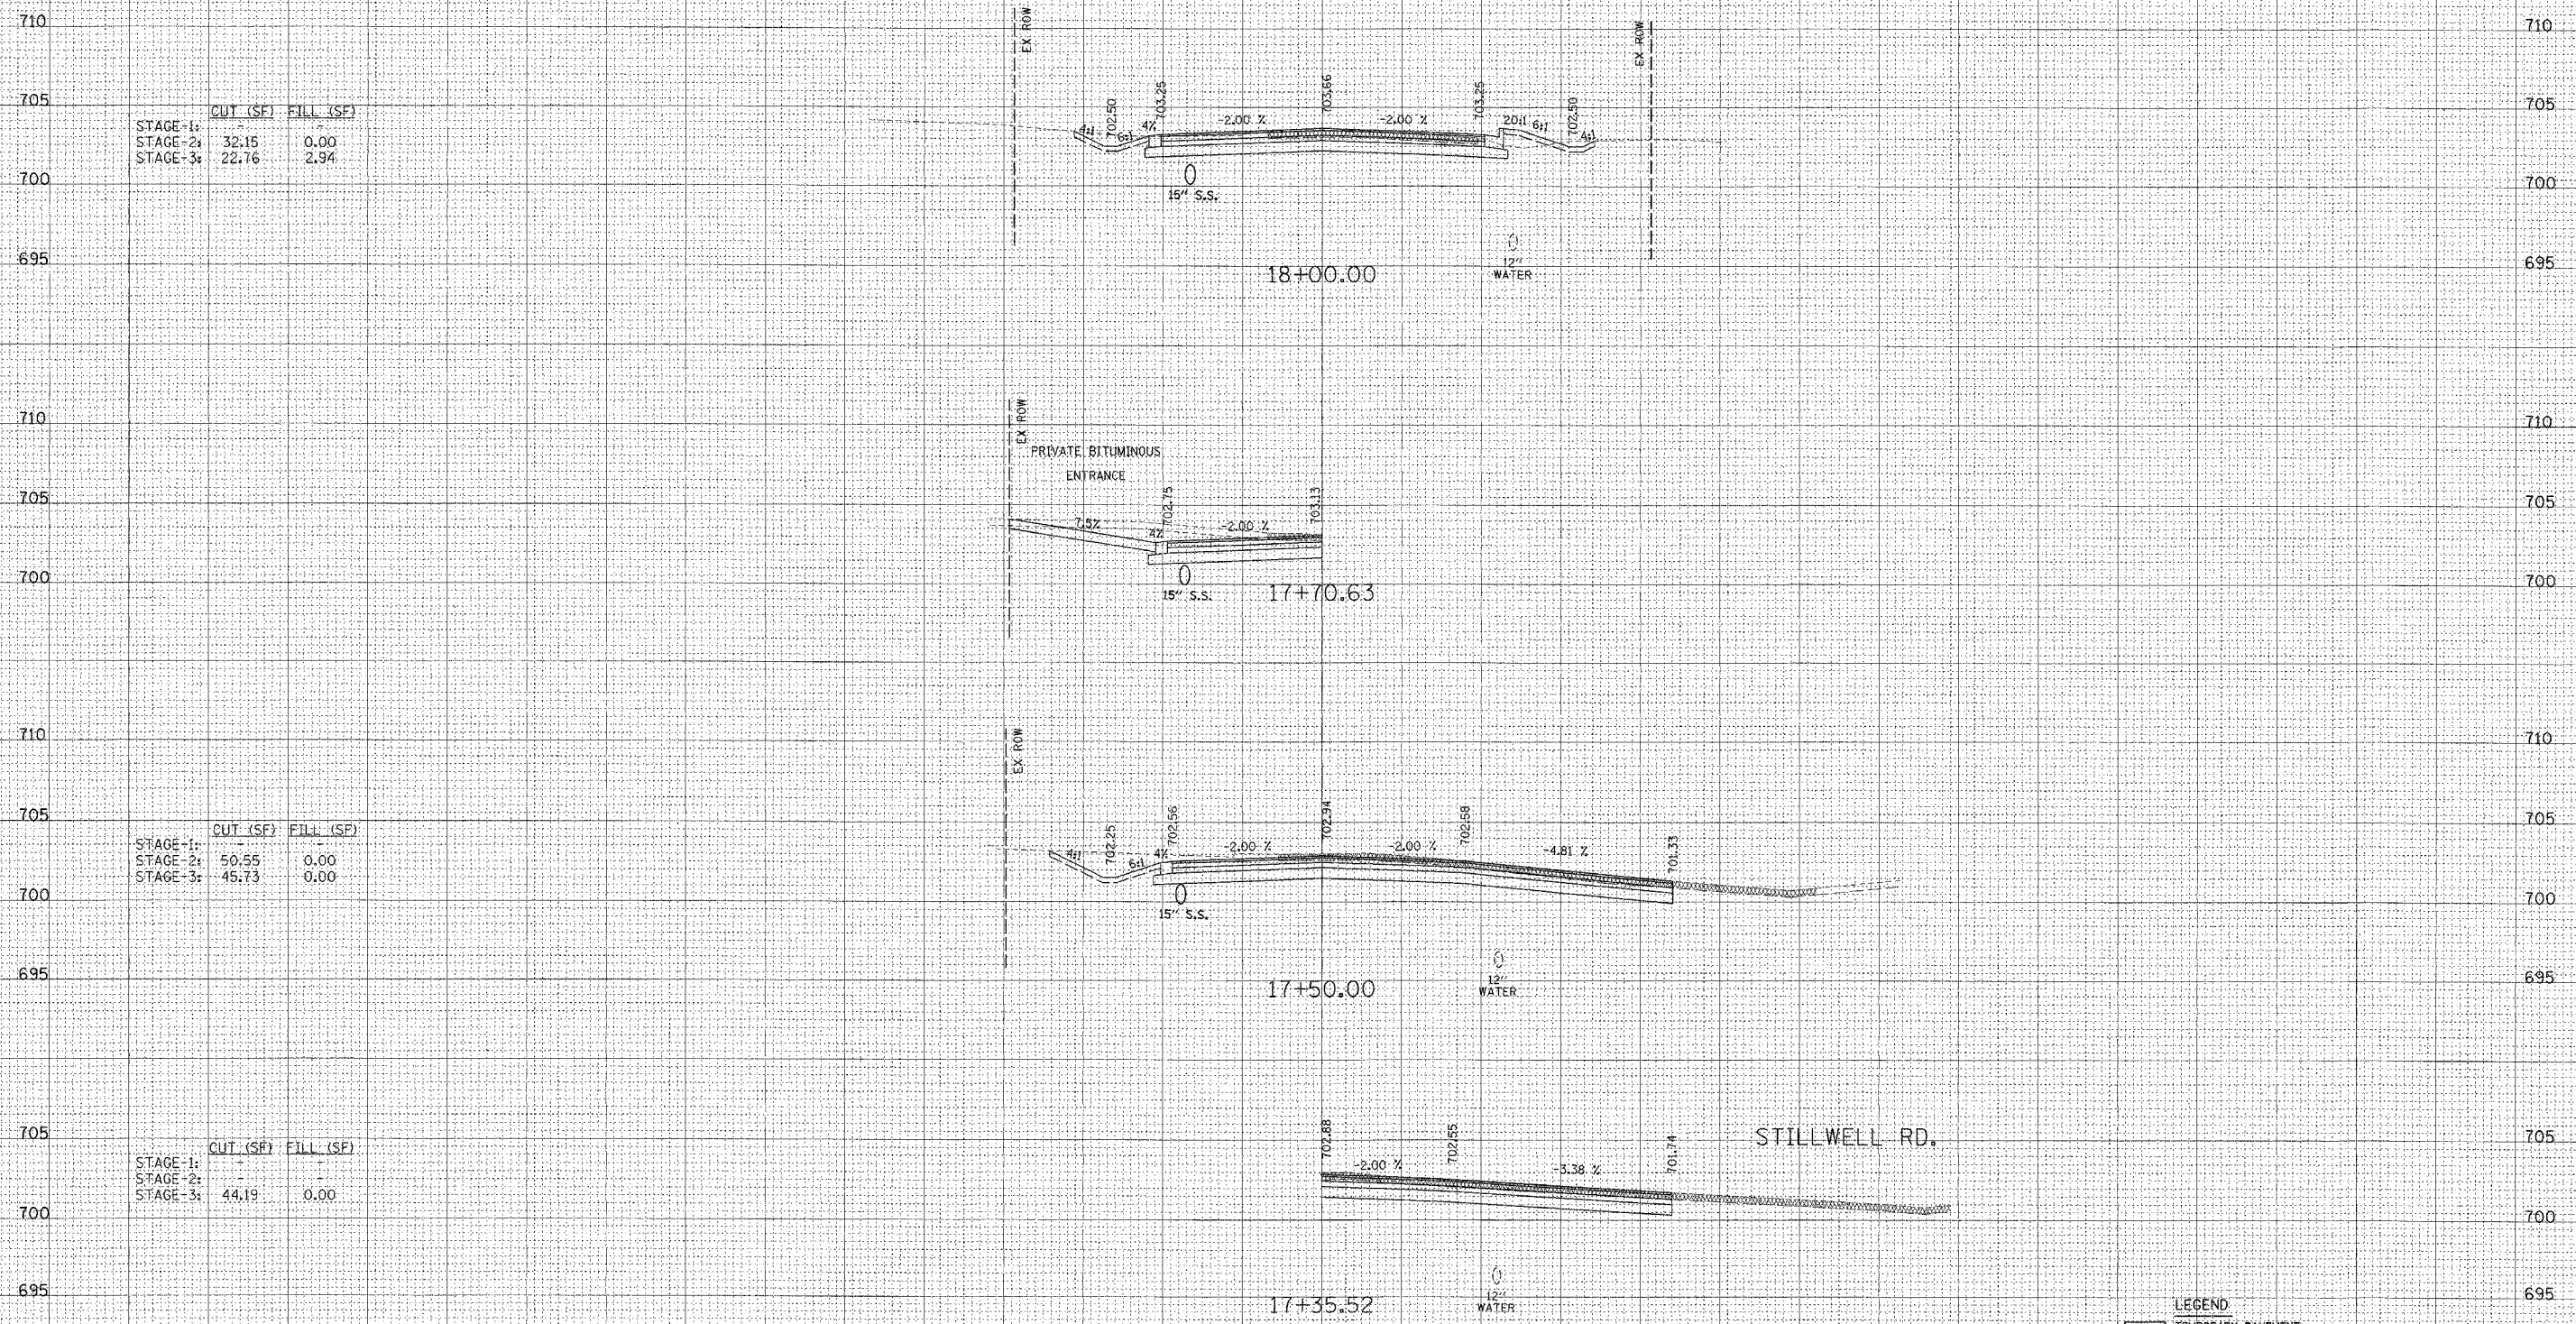 710
EX ROW
EX ROW
710
705
CUT (SF) FILL (SF)
STAGE-1: - -
STAGE-2: 32.15 0.00
STAGE-3: 22.76 2.94
4:1
702.50
6:1
4%
703.25
-2.00 %
703.66
-2.00 %
703.25
20:1
6:1
702.50
4:1
705
700
15" S.S.
700
695
18+00.00
12"
WATER
695
710
EX ROW
710
PRIVATE BITUMINOUS
ENTRANCE
705
7.5%
4%
702.75
-2.00 %
703.13
705
700
15" S.S.
17+70.63
700
710
EX ROW
710
705
CUT (SF) FILL (SF)
STAGE-1: - -
STAGE-2: 50.55 0.00
STAGE-3: 45.73 0.00
4:1
702.25
6:1
4%
702.56
-2.00 %
702.94
-2.00 %
702.58
-4.81 %
701.33
705
700
15" S.S.
700
695
17+50.00
12"
WATER
695
705
CUT (SF) FILL (SF)
STAGE-1: - -
STAGE-2: - -
STAGE-3: 44.19 0.00
702.88
-2.00 %
702.55
-3.38 %
701.74
STILLWELL RD.
705
700
700
695
17+35.52
12"
WATER
695
LEGEND